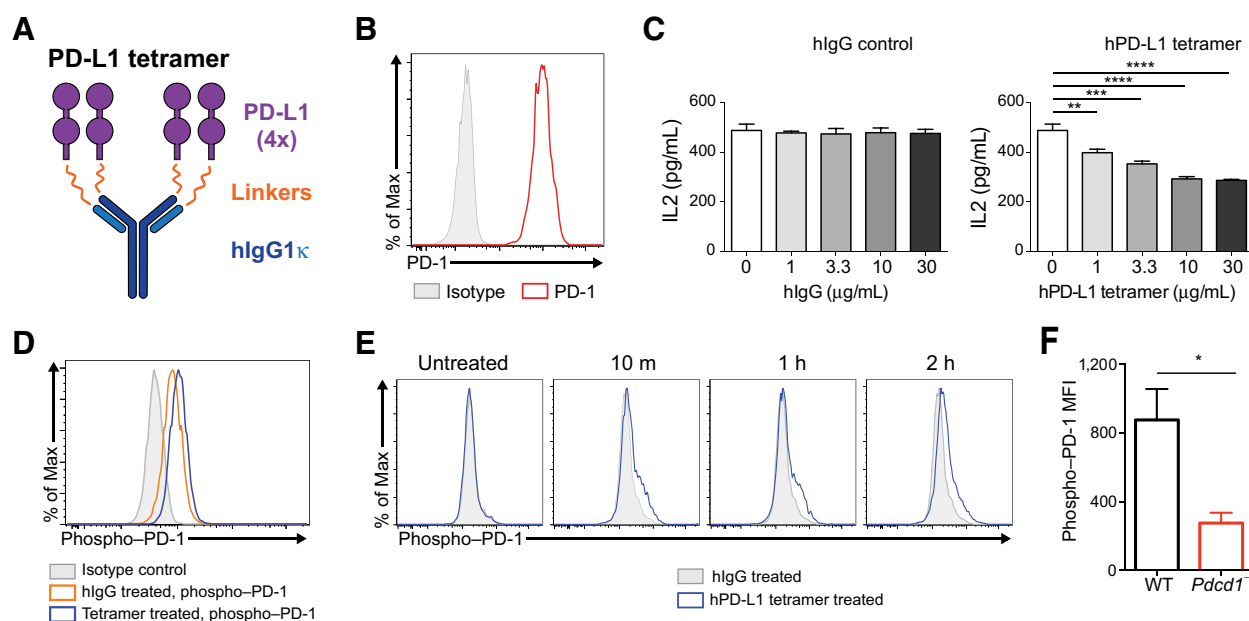 A
PD-L1 tetramer
PD-L1
(4x)
Linkers
hIgG1κ
B
% of Max
PD-1
Isotype
PD-1
C
hIgG control
IL2 (pg/mL)
600
400
200
0
0 1 3.3 10 30
hIgG (μg/mL)
hPD-L1 tetramer
****
****
***
**
IL2 (pg/mL)
600
400
200
0
0 1 3.3 10 30
hPD-L1 tetramer (μg/mL)
D
% of Max
Phospho–PD-1
Isotype control
hIgG treated, phospho–PD-1
Tetramer treated, phospho–PD-1
E
Untreated 10 m 1 h 2 h
% of Max
Phospho–PD-1
hIgG treated
hPD-L1 tetramer treated
F
Phospho–PD-1 MFI
1,200
800
400
0
*
WT Pdcd1⁻